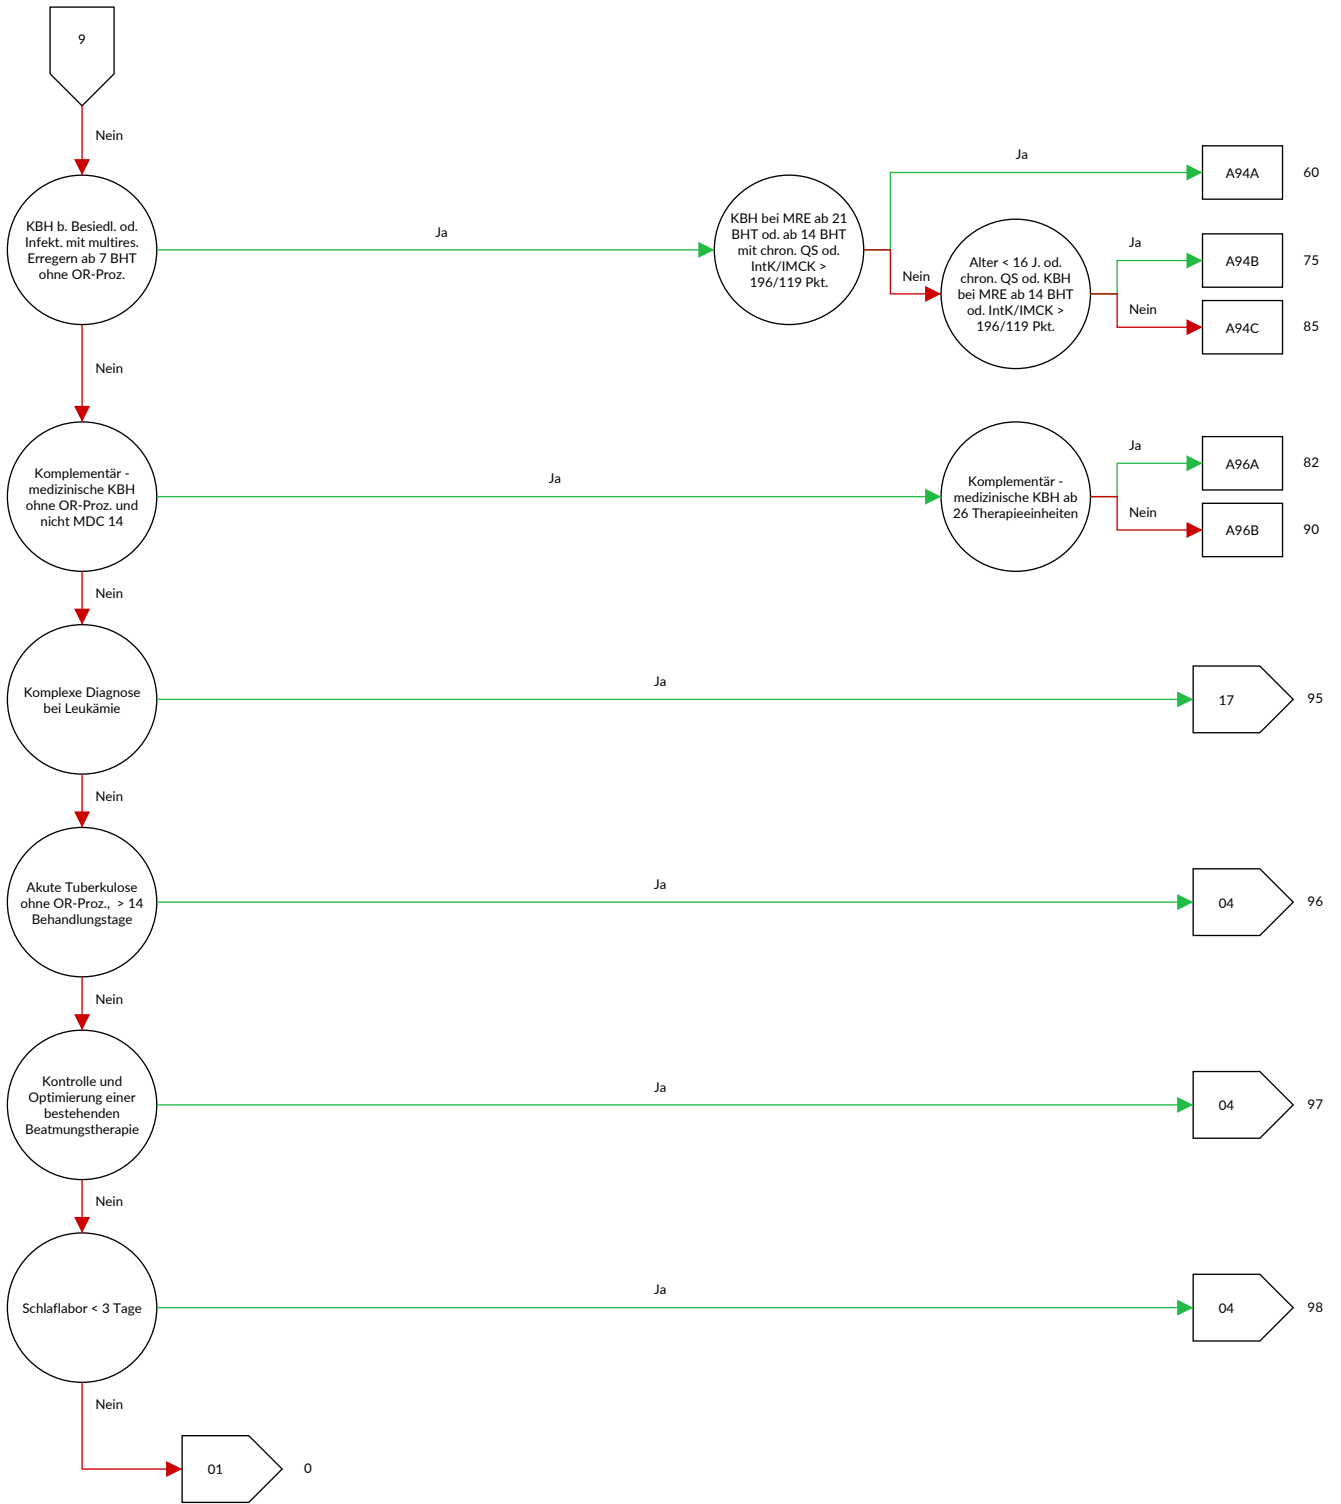 9
Nein
KBH b. Besiedl. od.
Infekt. mit multires.
Erregern ab 7 BHT
ohne OR-Proz.
Ja
KBH bei MRE ab 21
BHT od. ab 14 BHT
mit chron. QS od.
IntK/IMCK >
196/119 Pkt.
Ja
A94A
60
Nein
Alter < 16 J. od.
chron. QS od. KBH
bei MRE ab 14 BHT
od. IntK/IMCK >
196/119 Pkt.
Ja
A94B
75
Nein
A94C
85
Nein
Komplementär -
medizinische KBH
ohne OR-Proz. und
nicht MDC 14
Ja
Komplementär -
medizinische KBH ab
26 Therapieeinheiten
Ja
A96A
82
Nein
A96B
90
Nein
Komplexe Diagnose
bei Leukämie
Ja
17
95
Nein
Akute Tuberkulose
ohne OR-Proz., > 14
Behandlungstage
Ja
04
96
Nein
Kontrolle und
Optimierung einer
bestehenden
Beatmungstherapie
Ja
04
97
Nein
Schlaflabor < 3 Tage
Ja
04
98
Nein
01
0